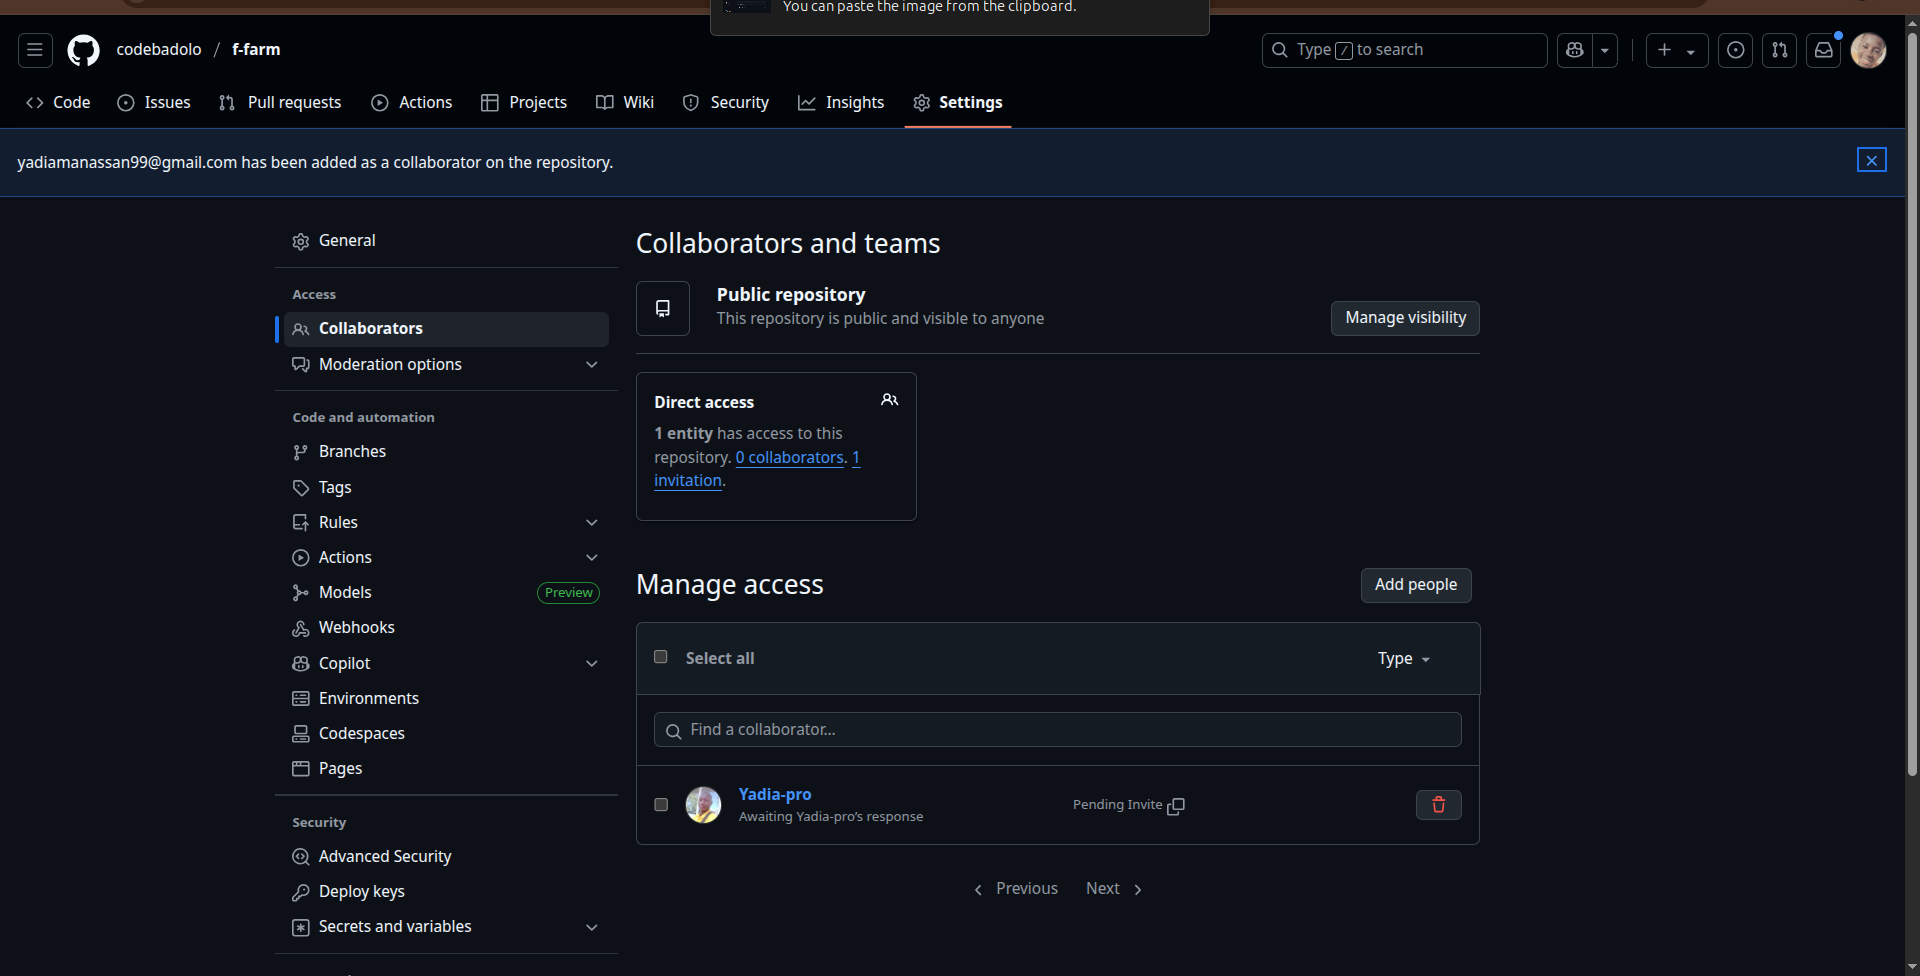 You can paste the image from the clipboard.
codebadolo / f-farm
Type / to search
Code Issues Pull requests Actions Projects Wiki Security Insights Settings
yadiamanassan99@gmail.com has been added as a collaborator on the repository.
General
Access
Collaborators
Moderation options
Code and automation
Branches
Tags
Rules
Actions
Models Preview
Webhooks
Copilot
Environments
Codespaces
Pages
Security
Advanced Security
Deploy keys
Secrets and variables
Collaborators and teams
Public repository
This repository is public and visible to anyone
Manage visibility
Direct access
1 entity has access to this
repository. 0 collaborators. 1
invitation.
Manage access
Add people
Select all
Type
Find a collaborator...
Yadia-pro
Awaiting Yadia-pro's response
Pending Invite
Previous Next